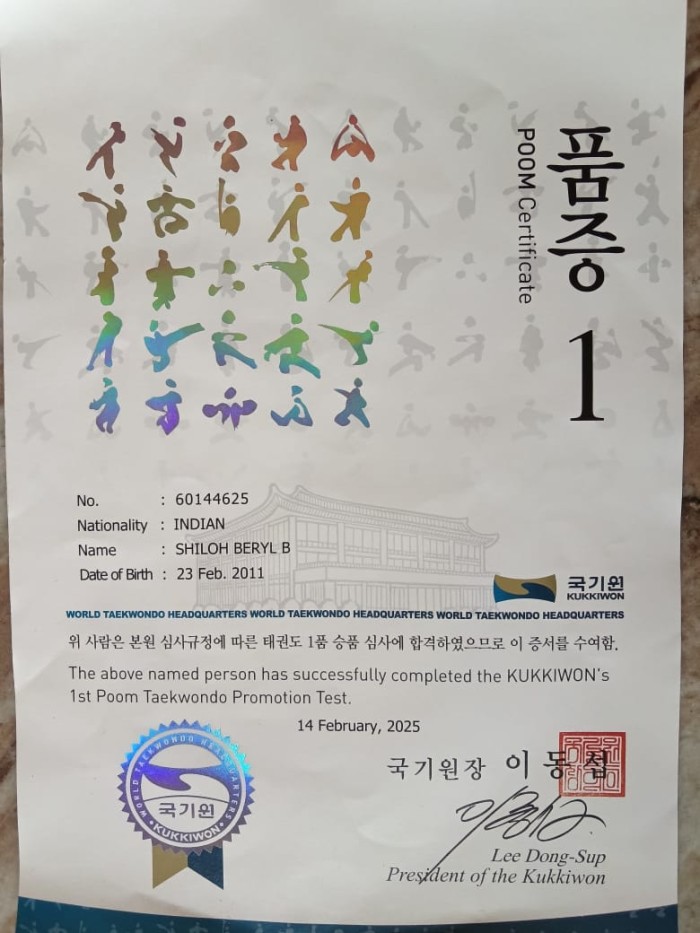 품증
POOM Certificate
1
No. : 60144625
Nationality : INDIAN
Name : SHILOH BERYL B
Date of Birth : 23 Feb. 2011
국기원
KUKKIWON
WORLD TAEKWONDO HEADQUARTERS WORLD TAEKWONDO HEADQUARTERS WORLD TAEKWONDO HEADQUARTERS
위 사람은 본원 심사규정에 따른 태권도 1품 승품 심사에 합격하였으므로 이 증서를 수여함.
The above named person has successfully completed the KUKKIWON's
1st Poom Taekwondo Promotion Test.
14 February, 2025
국기원장 이 동 섭
WORLD TAEKWONDO HEADQUARTERS
국기원
KUKKIWON
Lee Dong-Sup
President of the Kukkiwon